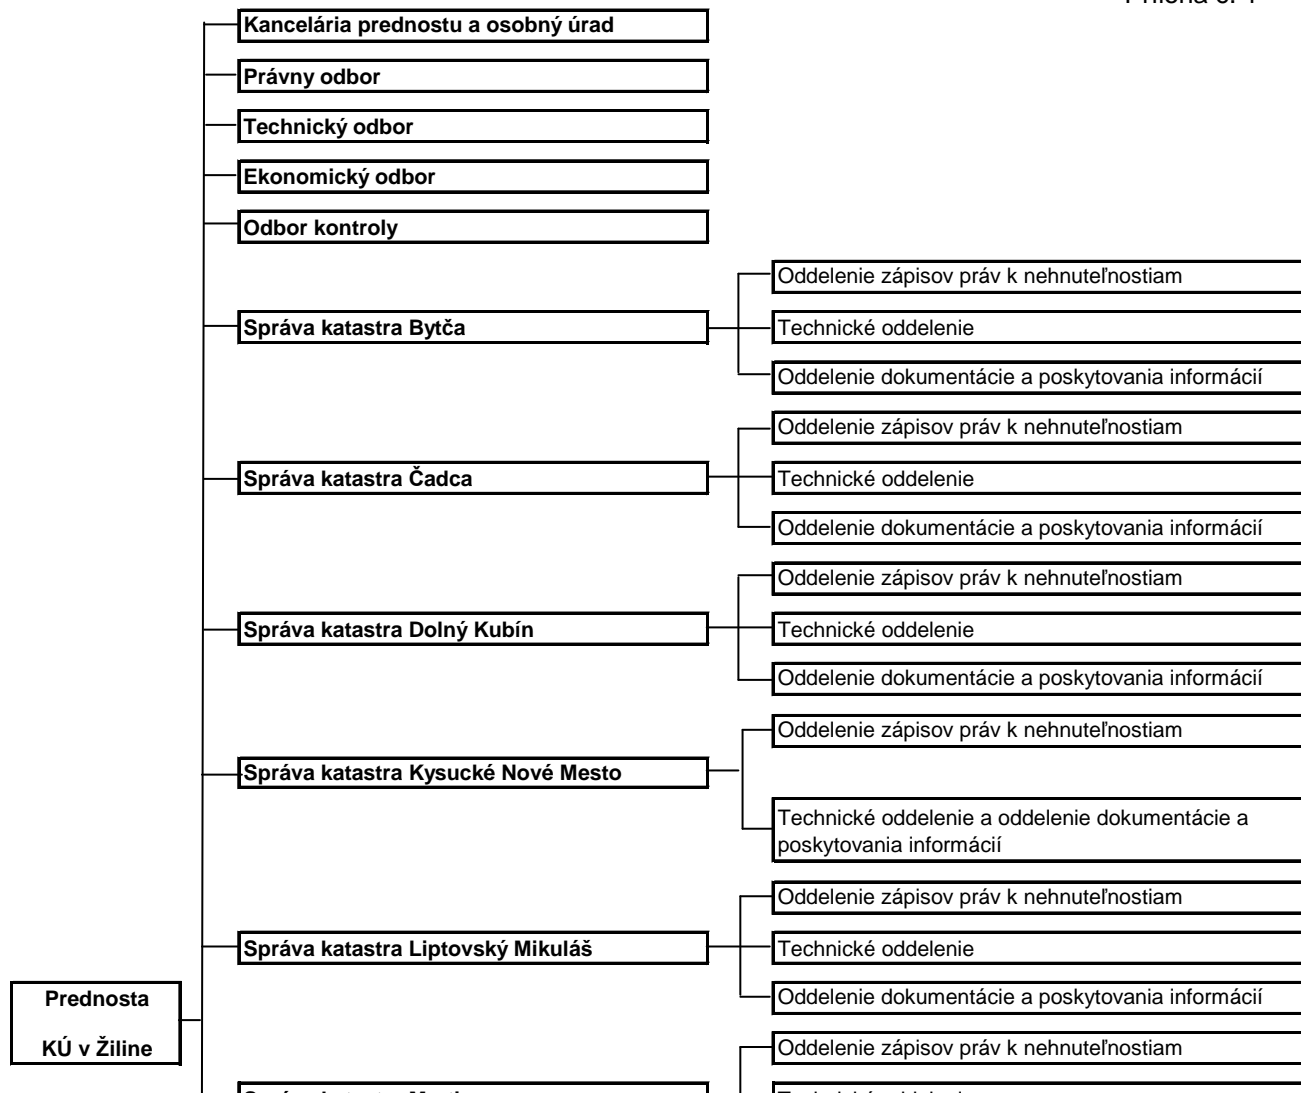 Kancelária prednostu a osobný úrad
Právny odbor
Technický odbor
Ekonomický odbor
Odbor kontroly
Oddelenie zápisov práv k nehnuteľnostiam
Správa katastra Bytča
Technické oddelenie
Oddelenie dokumentácie a poskytovania informácií
Oddelenie zápisov práv k nehnuteľnostiam
Správa katastra Čadca
Technické oddelenie
Oddelenie dokumentácie a poskytovania informácií
Oddelenie zápisov práv k nehnuteľnostiam
Správa katastra Dolný Kubín
Technické oddelenie
Oddelenie dokumentácie a poskytovania informácií
Oddelenie zápisov práv k nehnuteľnostiam
Správa katastra Kysucké Nové Mesto
Technické oddelenie a oddelenie dokumentácie a
poskytovania informácií
Oddelenie zápisov práv k nehnuteľnostiam
Správa katastra Liptovský Mikuláš
Technické oddelenie
Oddelenie dokumentácie a poskytovania informácií
Prednosta
KÚ v Žiline
Oddelenie zápisov práv k nehnuteľnostiam